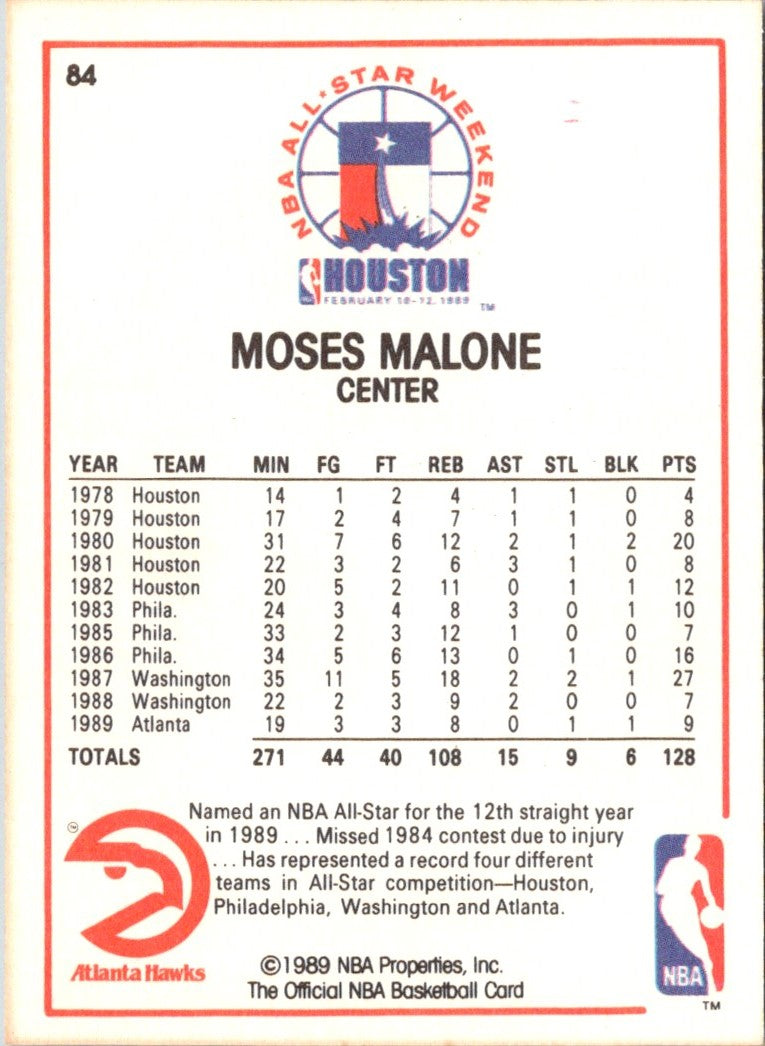 84
NBA ALL★STAR WEEKEND
HOUSTON
FEBRUARY 10-12, 1989
TM
MOSES MALONE
CENTER
YEAR TEAM MIN FG FT REB AST STL BLK PTS
1978 Houston 14 1 2 4 1 1 0 4
1979 Houston 17 2 4 7 1 1 0 8
1980 Houston 31 7 6 12 2 1 2 20
1981 Houston 22 3 2 6 3 1 0 8
1982 Houston 20 5 2 11 0 1 1 12
1983 Phila. 24 3 4 8 3 0 1 10
1985 Phila. 33 2 3 12 1 0 0 7
1986 Phila. 34 5 6 13 0 1 0 16
1987 Washington 35 11 5 18 2 2 1 27
1988 Washington 22 2 3 9 2 0 0 7
1989 Atlanta 19 3 3 8 0 1 1 9
TOTALS 271 44 40 108 15 9 6 128
Named an NBA All-Star for the 12th straight year
in 1989 ... Missed 1984 contest due to injury
... Has represented a record four different
teams in All-Star competition—Houston,
Philadelphia, Washington and Atlanta.
TM
Atlanta Hawks
©1989 NBA Properties, Inc.
The Official NBA Basketball Card
NBA
TM